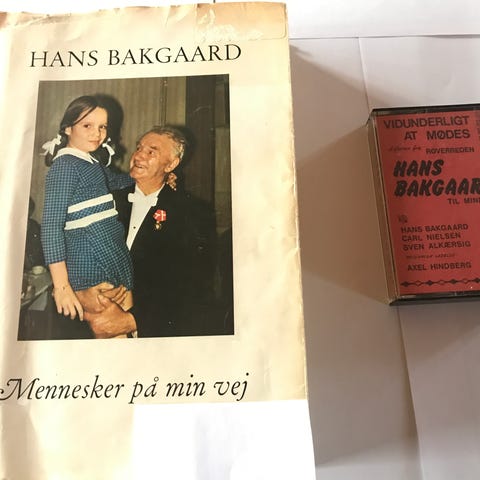 HANS BAKGAARD
Mennesker på min vej
VIDUNDERLIGT
AT MØDES
RØVERREDEN
HANS
BAKGAAR
TIL MIN
HANS BAKGAARD
CARL NIELSEN
SVEN ALKÆRSIG
AXEL HINDBERG